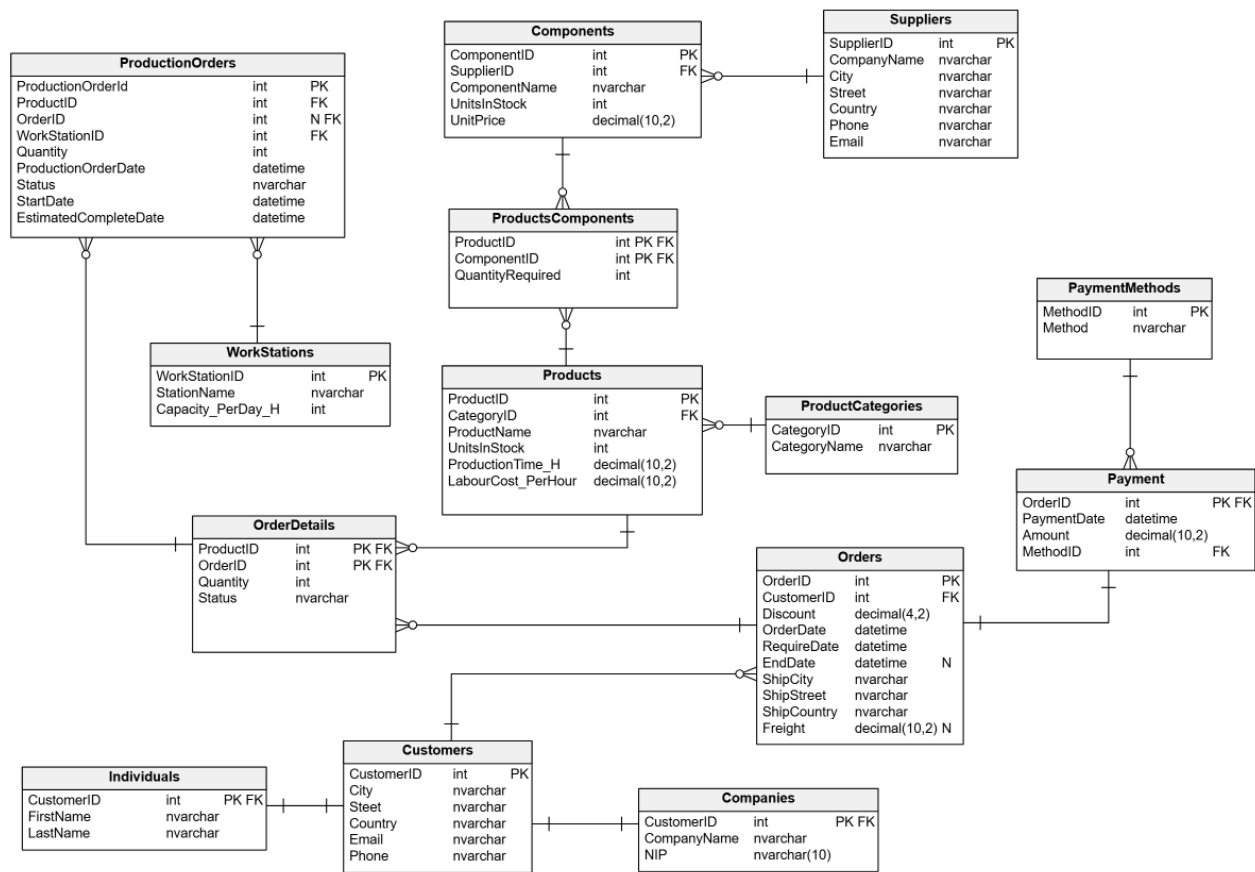 Suppliers
SupplierID int PK
CompanyName nvarchar
City nvarchar
Street nvarchar
Country nvarchar
Phone nvarchar
Email nvarchar
Components
ComponentID int PK
SupplierID int FK
ComponentName nvarchar
UnitsInStock int
UnitPrice decimal(10,2)
ProductionOrders
ProductionOrderId int PK
ProductID int FK
OrderID int N FK
WorkStationID int FK
Quantity int
ProductionOrderDate datetime
Status nvarchar
StartDate datetime
EstimatedCompleteDate datetime
ProductsComponents
ProductID int PK FK
ComponentID int PK FK
QuantityRequired int
PaymentMethods
MethodID int PK
Method nvarchar
WorkStations
WorkStationID int PK
StationName nvarchar
Capacity_PerDay_H int
Products
ProductID int PK
CategoryID int FK
ProductName nvarchar
UnitsInStock int
ProductionTime_H decimal(10,2)
LabourCost_PerHour decimal(10,2)
ProductCategories
CategoryID int PK
CategoryName nvarchar
Payment
OrderID int PK FK
PaymentDate datetime
Amount decimal(10,2)
MethodID int FK
OrderDetails
ProductID int PK FK
OrderID int PK FK
Quantity int
Status nvarchar
Orders
OrderID int PK
CustomerID int FK
Discount decimal(4,2)
OrderDate datetime
RequireDate datetime
EndDate datetime N
ShipCity nvarchar
ShipStreet nvarchar
ShipCountry nvarchar
Freight decimal(10,2) N
Customers
CustomerID int PK
City nvarchar
Steet nvarchar
Country nvarchar
Email nvarchar
Phone nvarchar
Individuals
CustomerID int PK FK
FirstName nvarchar
LastName nvarchar
Companies
CustomerID int PK FK
CompanyName nvarchar
NIP nvarchar(10)